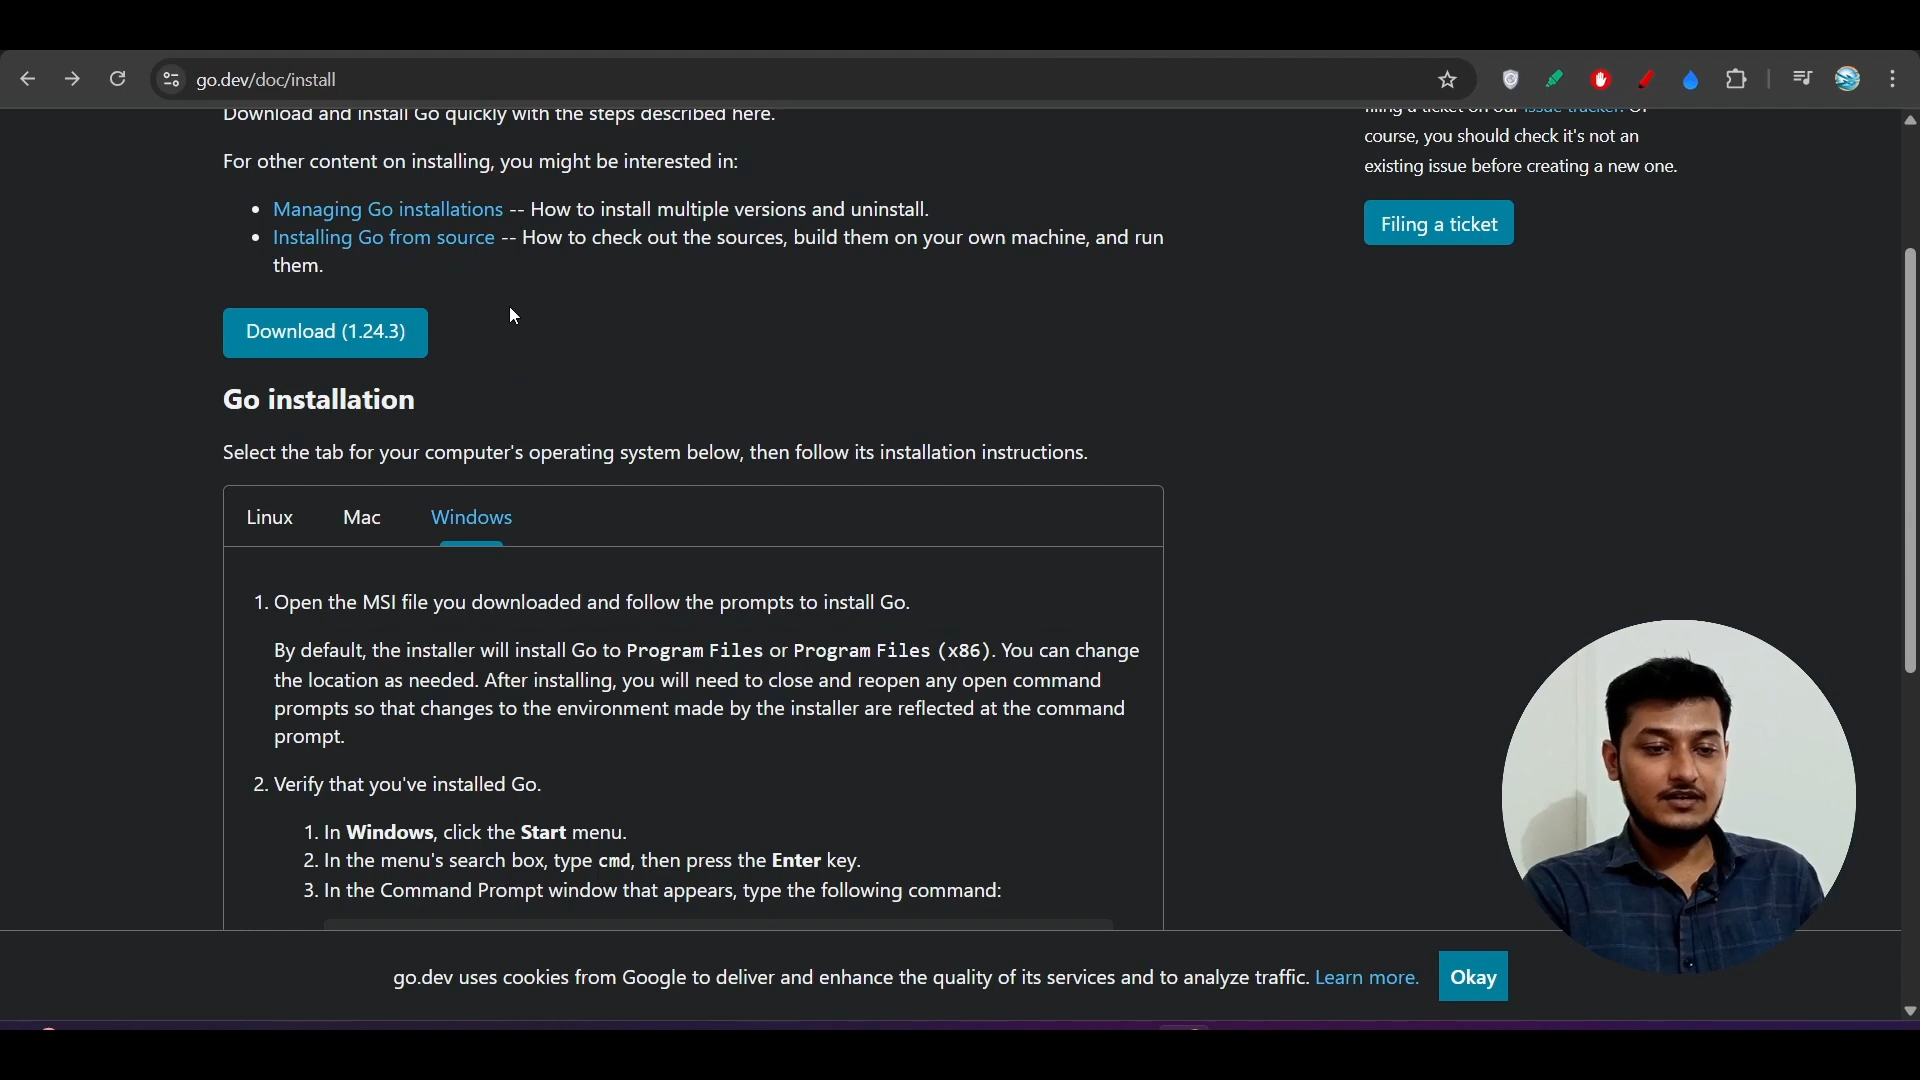 go.dev/doc/install
Download and install Go quickly with the steps described here.
For other content on installing, you might be interested in:
• Managing Go installations -- How to install multiple versions and uninstall.
• Installing Go from source -- How to check out the sources, build them on your own machine, and run
them.
Download (1.24.3)
Go installation
Select the tab for your computer's operating system below, then follow its installation instructions.
Linux Mac Windows
1. Open the MSI file you downloaded and follow the prompts to install Go.
By default, the installer will install Go to Program Files or Program Files (x86). You can change
the location as needed. After installing, you will need to close and reopen any open command
prompts so that changes to the environment made by the installer are reflected at the command
prompt.
2. Verify that you've installed Go.
1. In Windows, click the Start menu.
2. In the menu's search box, type cmd, then press the Enter key.
3. In the Command Prompt window that appears, type the following command:
filing a ticket on our issue tracker. Of
course, you should check it's not an
existing issue before creating a new one.
Filing a ticket
go.dev uses cookies from Google to deliver and enhance the quality of its services and to analyze traffic. Learn more.
Okay